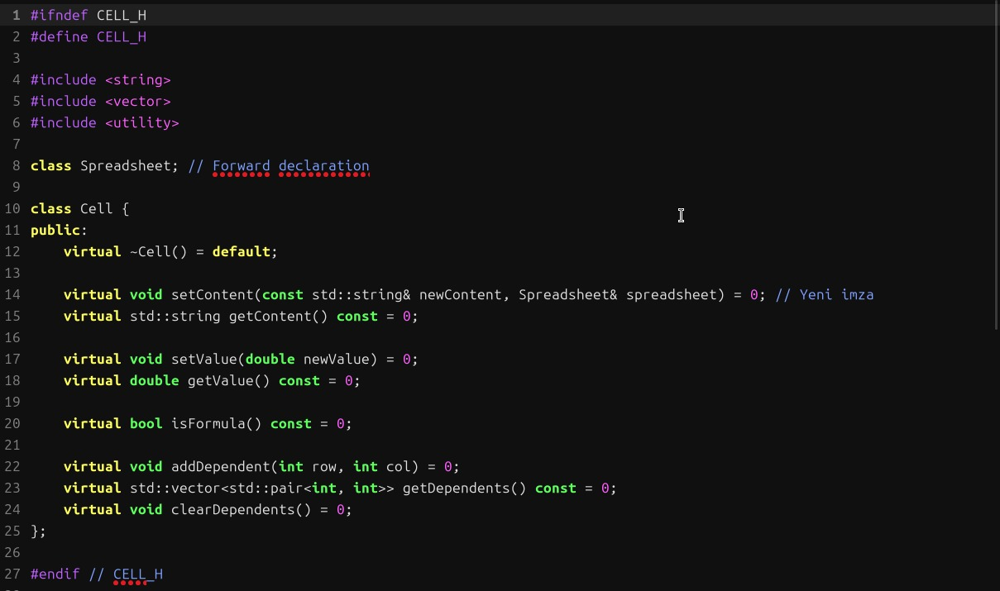 1 #ifndef CELL_H
2 #define CELL_H
3
4 #include <string>
5 #include <vector>
6 #include <utility>
7
8 class Spreadsheet; // Forward declaration
9
10 class Cell {
11 public:
12     virtual ~Cell() = default;
13
14     virtual void setContent(const std::string& newContent, Spreadsheet& spreadsheet) = 0; // Yeni imza
15     virtual std::string getContent() const = 0;
16
17     virtual void setValue(double newValue) = 0;
18     virtual double getValue() const = 0;
19
20     virtual bool isFormula() const = 0;
21
22     virtual void addDependent(int row, int col) = 0;
23     virtual std::vector<std::pair<int, int>> getDependents() const = 0;
24     virtual void clearDependents() = 0;
25 };
26
27 #endif // CELL_H